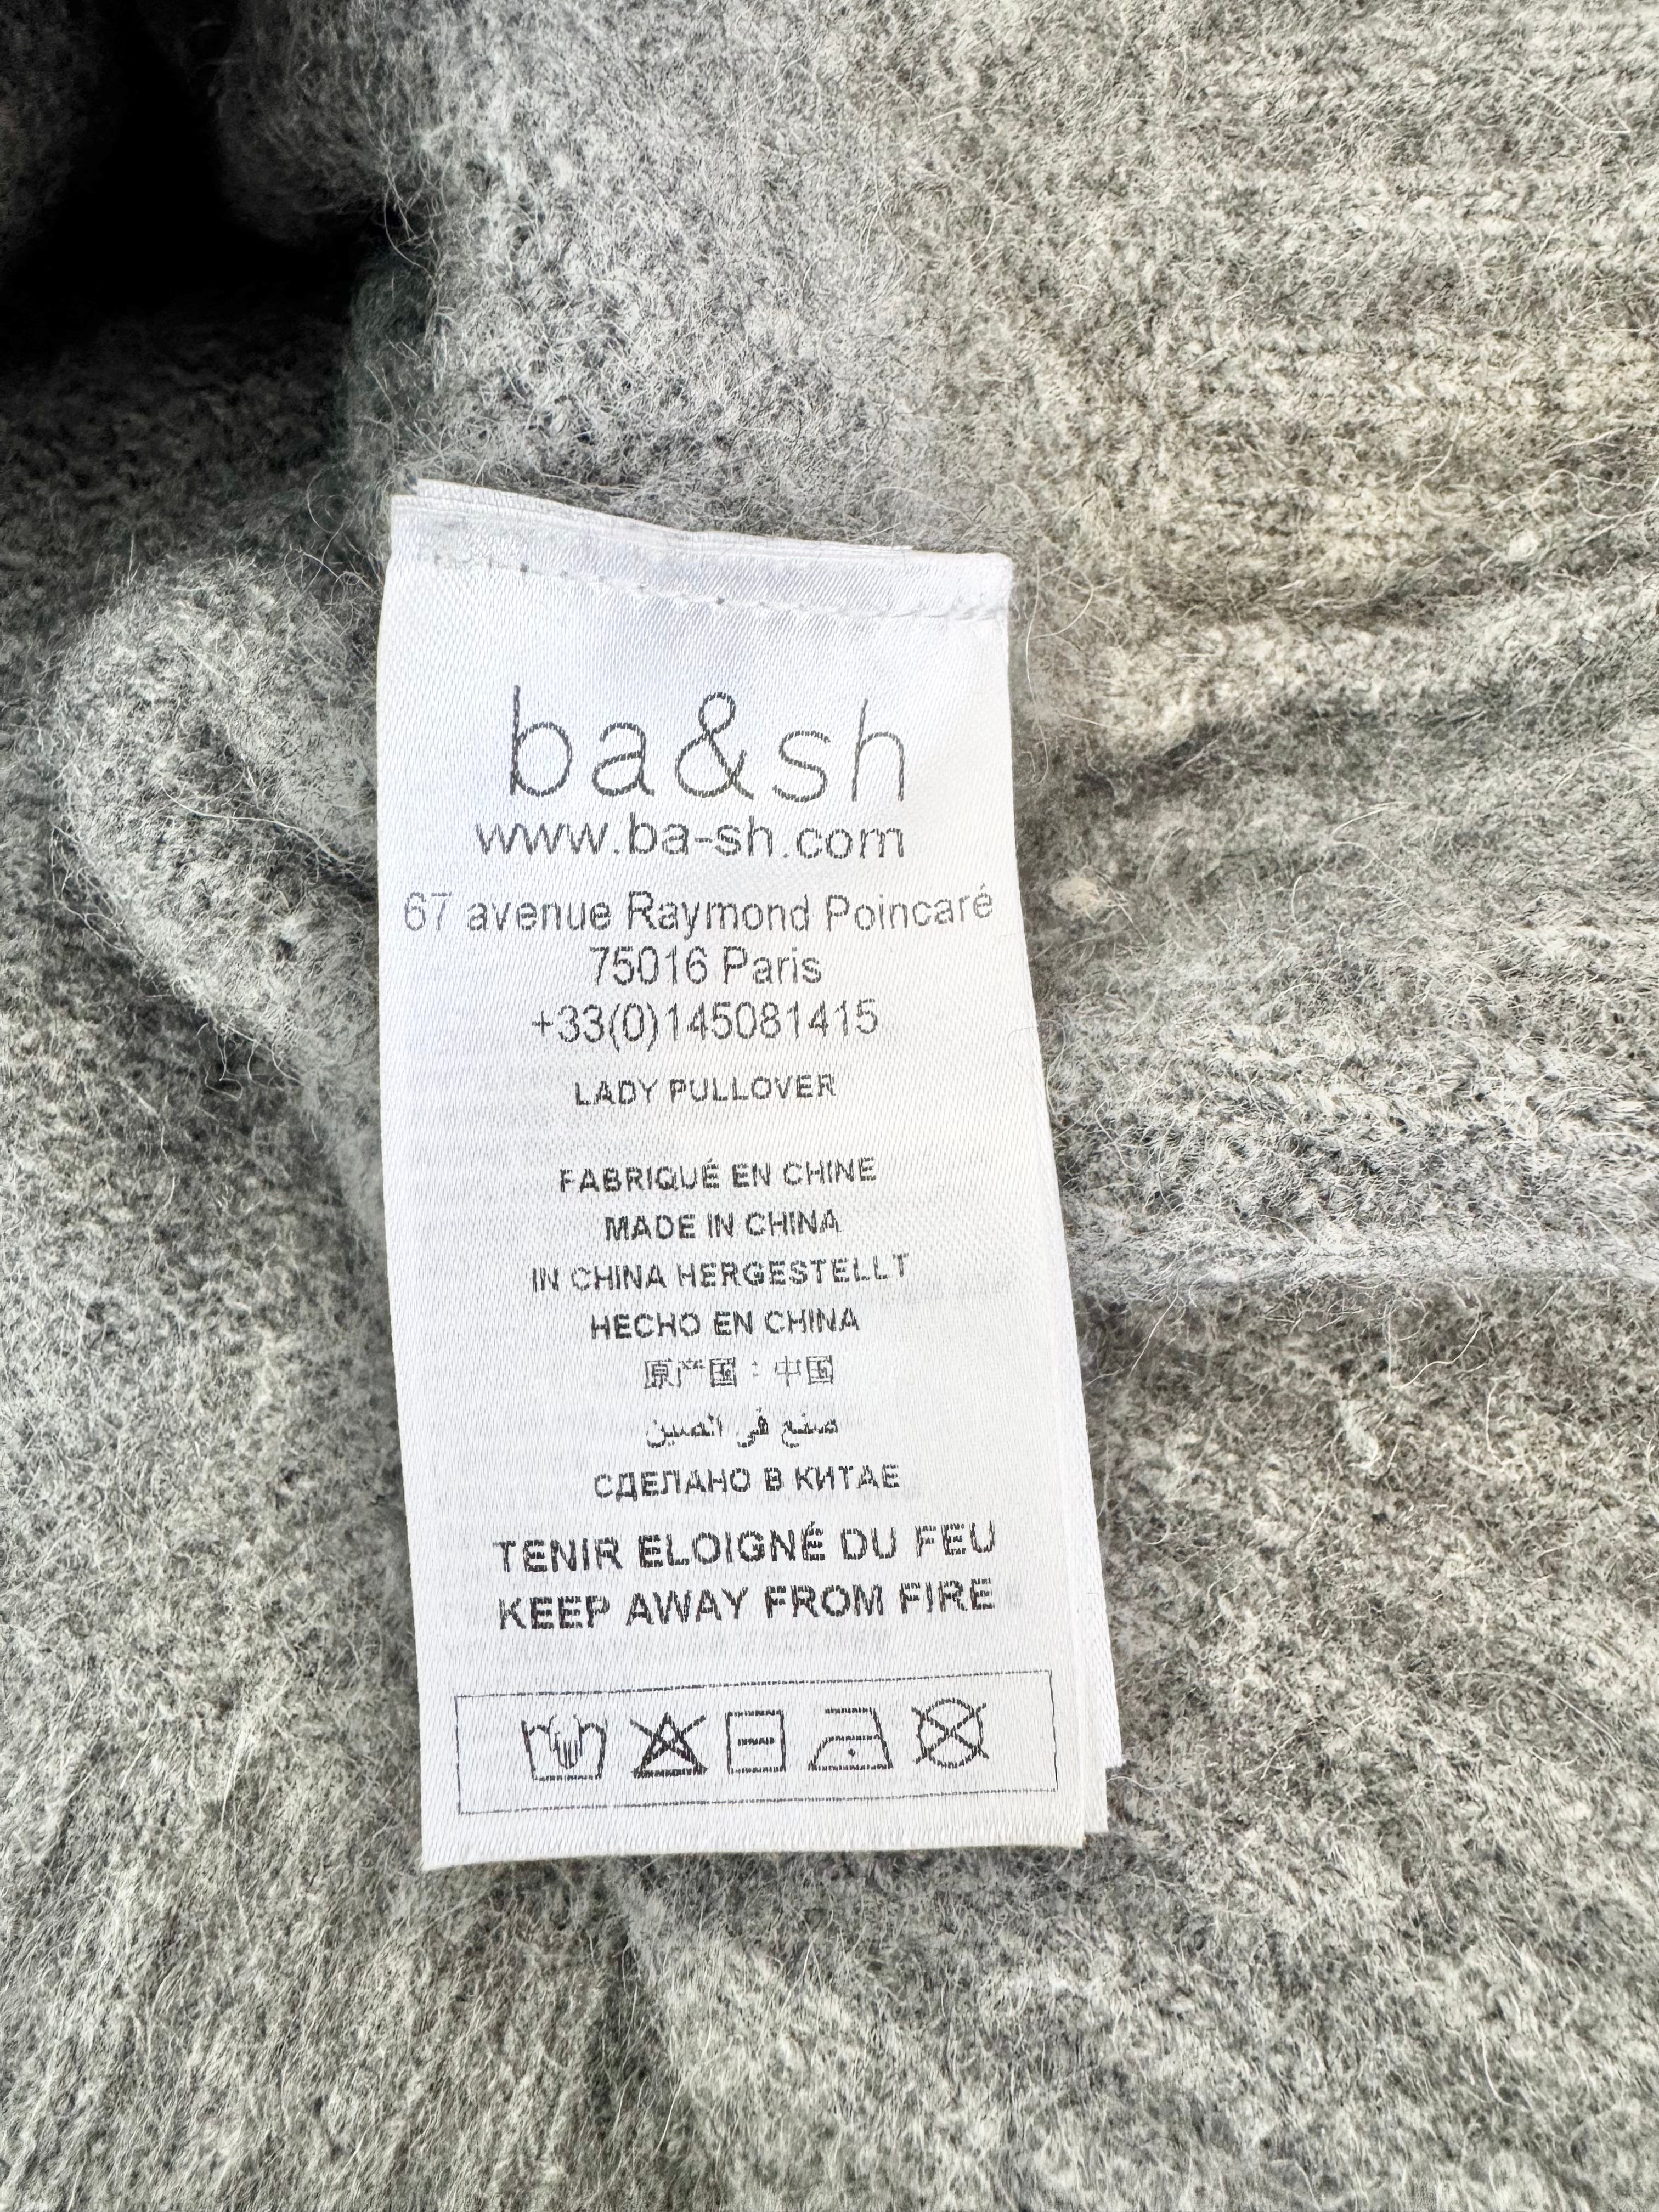 ba&sh
www.ba-sh.com
67 avenue Raymond Poincaré
75016 Paris
+33(0)145081415
LADY PULLOVER
FABRIQUÉ EN CHINE
MADE IN CHINA
IN CHINA HERGESTELLT
HECHO EN CHINA
原产国：中国
صنع في الصين
СДЕЛАНО В КИТАЕ
TENIR ELOIGNÉ DU FEU
KEEP AWAY FROM FIRE